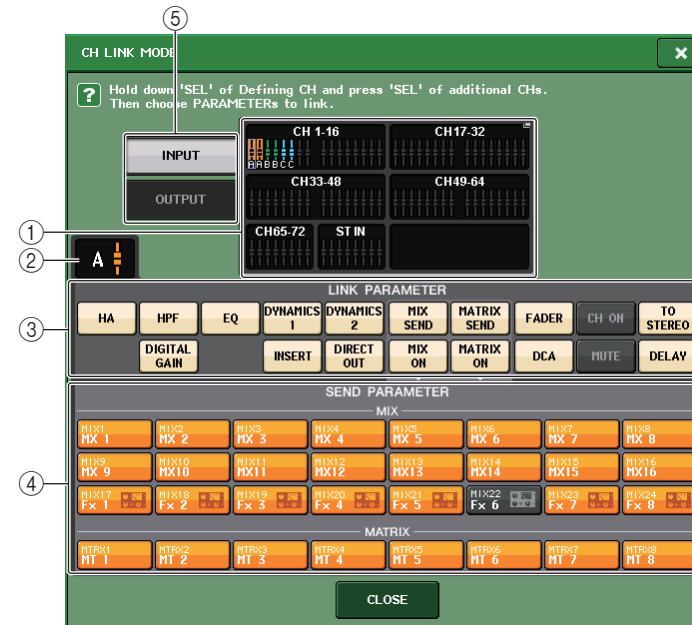 ⑤
CH LINK MODE
×
? Hold down 'SEL' of Defining CH and press 'SEL' of additional CHs.
Then choose PARAMETERs to link.
INPUT
OUTPUT
①
CH 1-16
CH17-32
AABBCC
CH33-48
CH49-64
CH65-72
ST IN
②
A
③
LINK PARAMETER
HA
HPF
EQ
DYNAMICS 1
DYNAMICS 2
MIX SEND
MATRIX SEND
FADER
CH ON
TO STEREO
DIGITAL GAIN
INSERT
DIRECT OUT
MIX ON
MATRIX ON
DCA
MUTE
DELAY
④
SEND PARAMETER
MIX
MIX1 MIX2 MIX3 MIX4 MIX5 MIX6 MIX7 MIX8
MX 1 MX 2 MX 3 MX 4 MX 5 MX 6 MX 7 MX 8
MIX9 MIX10 MIX11 MIX12 MIX13 MIX14 MIX15 MIX16
MX 9 MX10 MX11 MX12 MX13 MX14 MX15 MX16
MIX17 MIX18 MIX19 MIX20 MIX21 MIX22 MIX23 MIX24
Fx 1 Fx 2 Fx 3 Fx 4 Fx 5 Fx 6 Fx 7 Fx 8
MATRIX
MTRX1 MTRX2 MTRX3 MTRX4 MTRX5 MTRX6 MTRX7 MTRX8
MT 1 MT 2 MT 3 MT 4 MT 5 MT 6 MT 7 MT 8
CLOSE